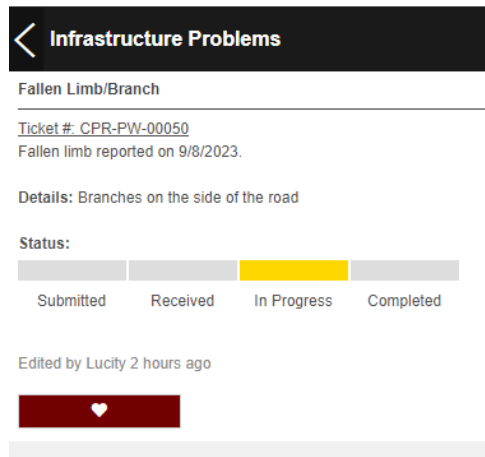 Infrastructure Problems
Fallen Limb/Branch
Ticket #: CPR-PW-00050
Fallen limb reported on 9/8/2023.
Details: Branches on the side of the road
Status:
Submitted Received In Progress Completed
Edited by Lucity 2 hours ago